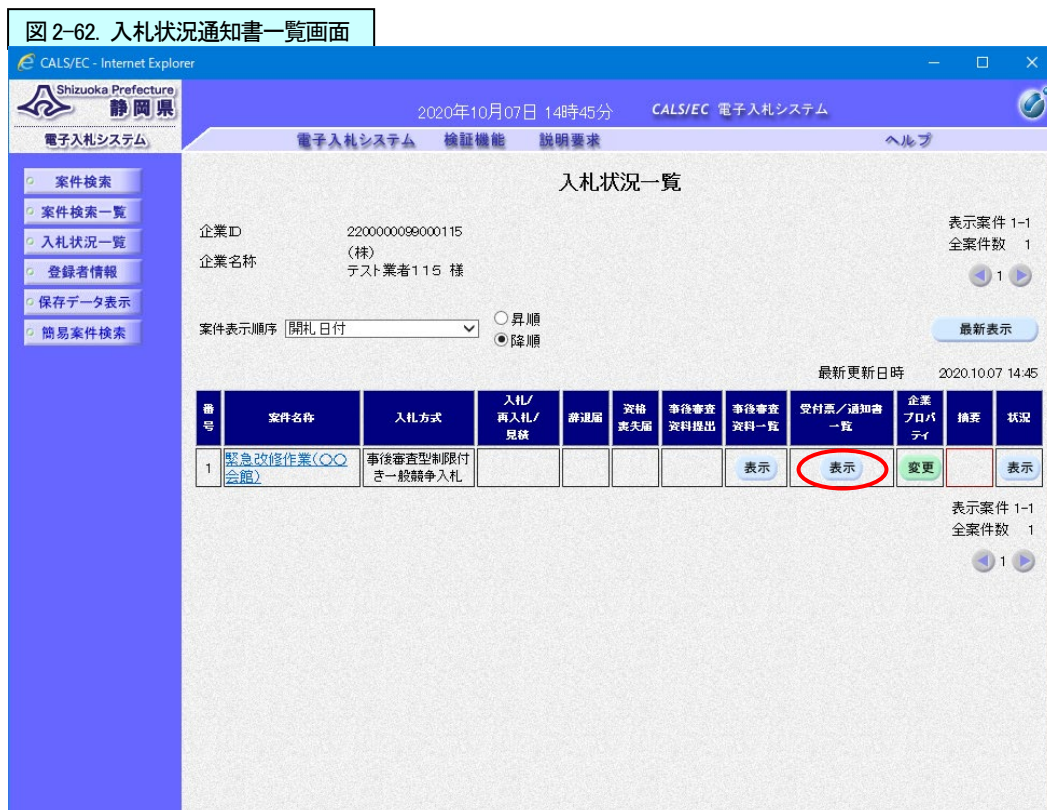 図 2-62. 入札状況通知書一覧画面
CALS/EC - Internet Explorer
Shizuoka Prefecture
静岡県
電子入札システム
2020年10月07日 14時45分 CALS/EC 電子入札システム
電子入札システム 検証機能 説明要求 ヘルプ
案件検索
案件検索一覧
入札状況一覧
登録者情報
保存データ表示
簡易案件検索
入札状況一覧
企業ID 2200000099000115
企業名称 (株)
テスト業者115 様
表示案件 1-1
全案件数 1
1
案件表示順序 開札日付
昇順
降順
最新表示
最新更新日時 2020.10.07 14:45
番号 案件名称 入札方式 入札/再入札/見積 辞退届 資格喪失届 事後審査資料提出 事後審査資料一覧 受付票/通知書一覧 企業プロパティ 摘要 状況
1 緊急改修作業(〇〇会館) 事後審査型制限付き一般競争入札 表示 表示 変更 表示
表示案件 1-1
全案件数 1
1